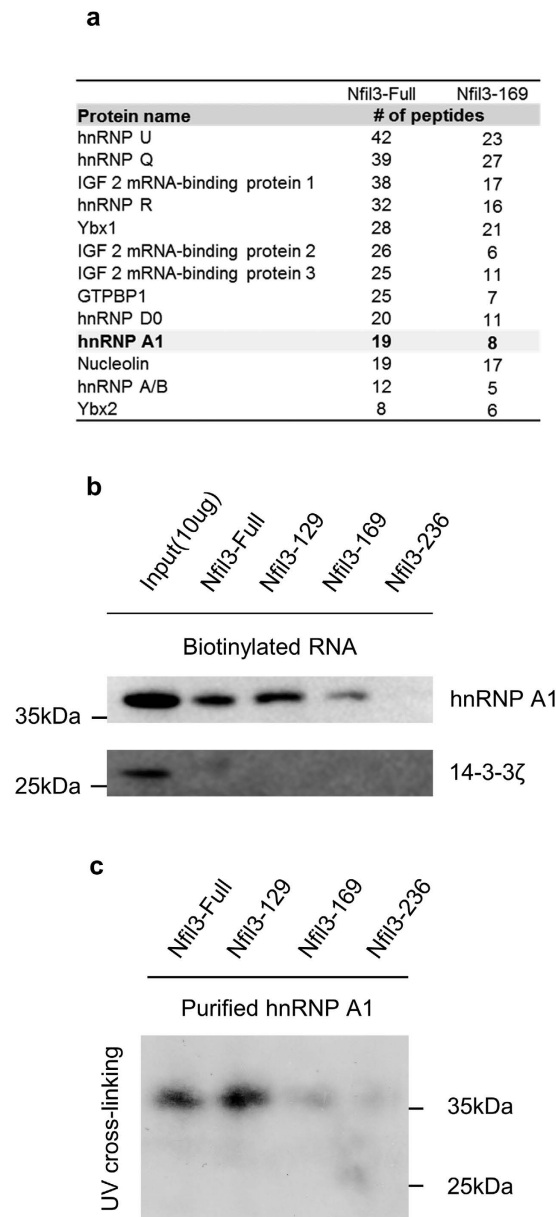 a
Nfil3-Full Nfil3-169
Protein name # of peptides
hnRNP U 42 23
hnRNP Q 39 27
IGF 2 mRNA-binding protein 1 38 17
hnRNP R 32 16
Ybx1 28 21
IGF 2 mRNA-binding protein 2 26 6
IGF 2 mRNA-binding protein 3 25 11
GTPBP1 25 7
hnRNP D0 20 11
hnRNP A1 19 8
Nucleolin 19 17
hnRNP A/B 12 5
Ybx2 8 6
b
Input(10ug) Nfil3-Full Nfil3-129 Nfil3-169 Nfil3-236
Biotinylated RNA
hnRNP A1
35kDa
14-3-3ζ
25kDa
c
Nfil3-Full Nfil3-129 Nfil3-169 Nfil3-236
Purified hnRNP A1
UV cross-linking
35kDa
25kDa